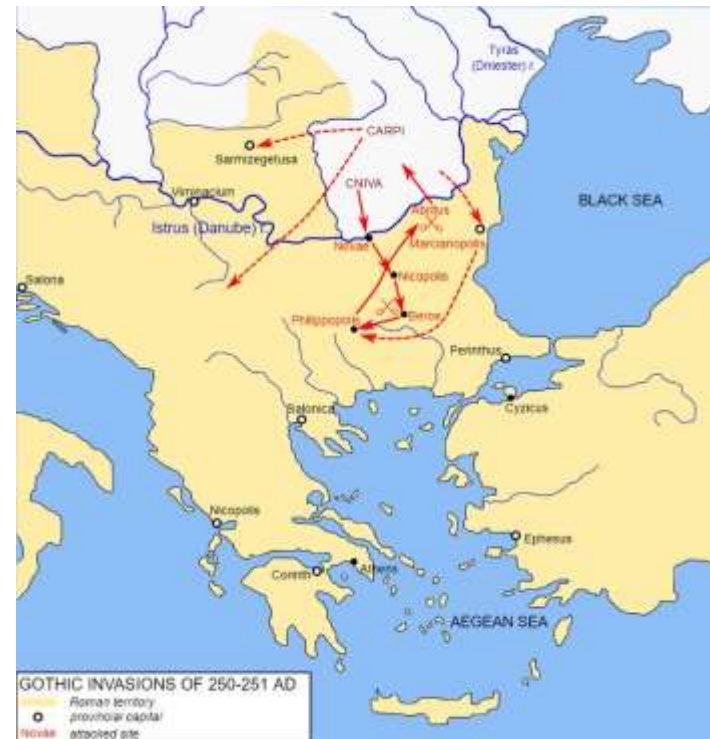 Tyras
(Dniester) r.
CARPI
Sarmizegetusa
CNIVA
Viminacium
BLACK SEA
Istrus (Danube) r.
Abritus
Novae
Marcianopolis
Salona
Nicopolis
Philippopolis
Beroe
Perinthus
Cyzicus
Salonica
Nicopolis
Ephesus
Athens
Corinth
AEGEAN SEA
GOTHIC INVASIONS OF 250-251 AD
Roman territory
provincial capital
Novae
attacked site